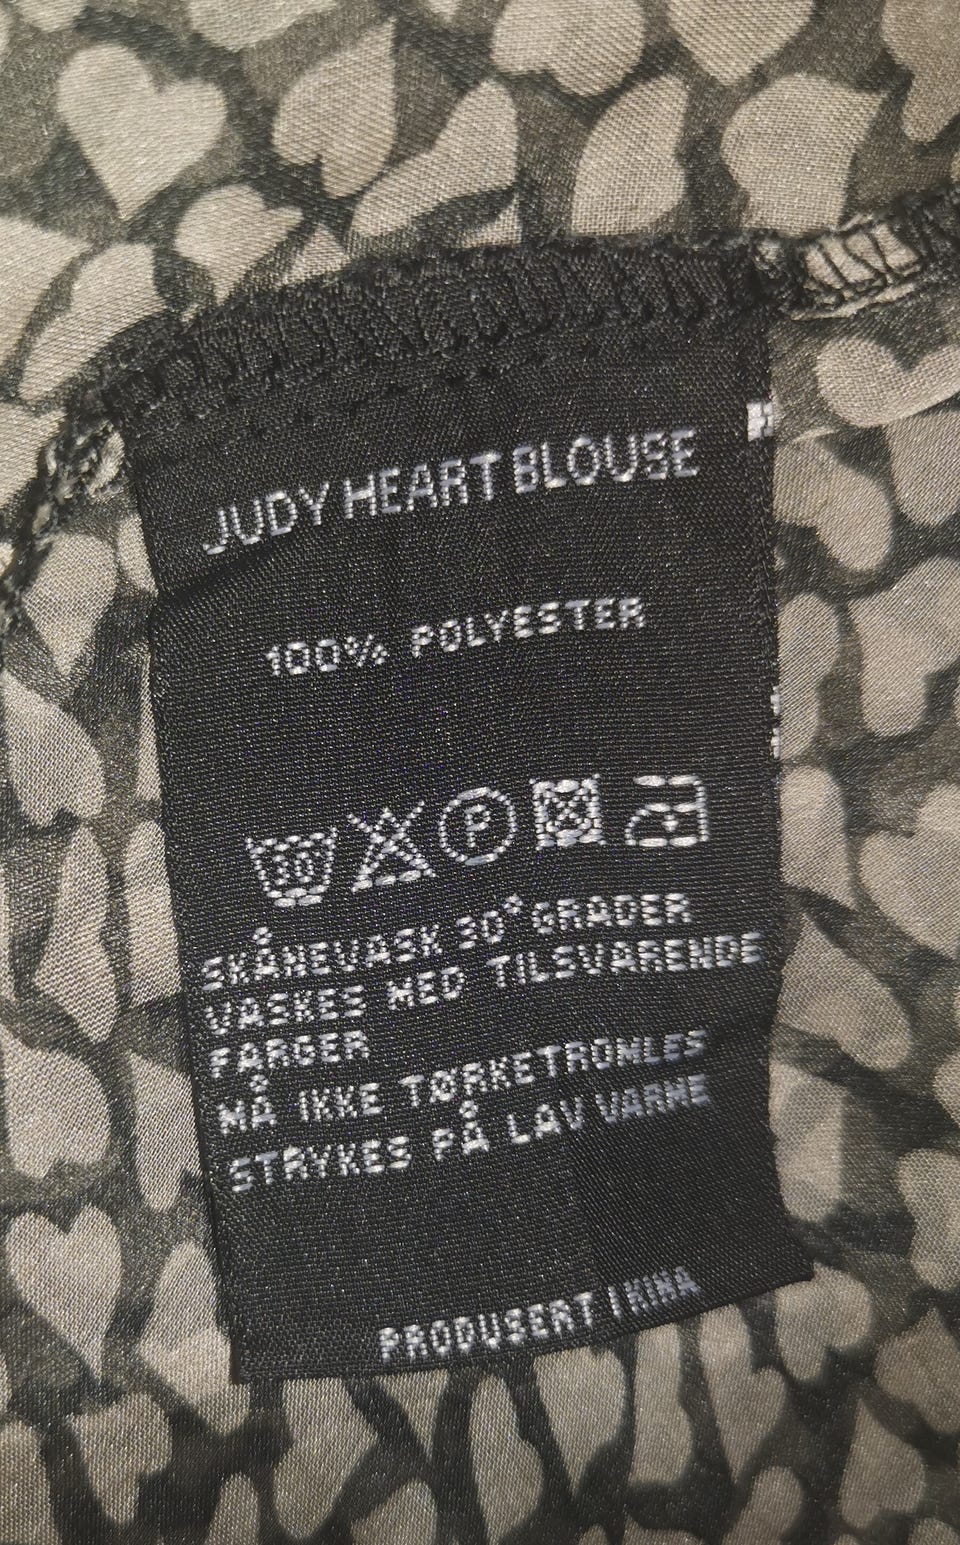 JUDY HEART BLOUSE
100% POLYESTER
30
P
SKÅNEVASK 30° GRADER
VASKES MED TILSVARENDE
FARGER
MÅ IKKE TØRKETROMLES
STRYKES PÅ LAV VARME
PRODUSERT I KINA